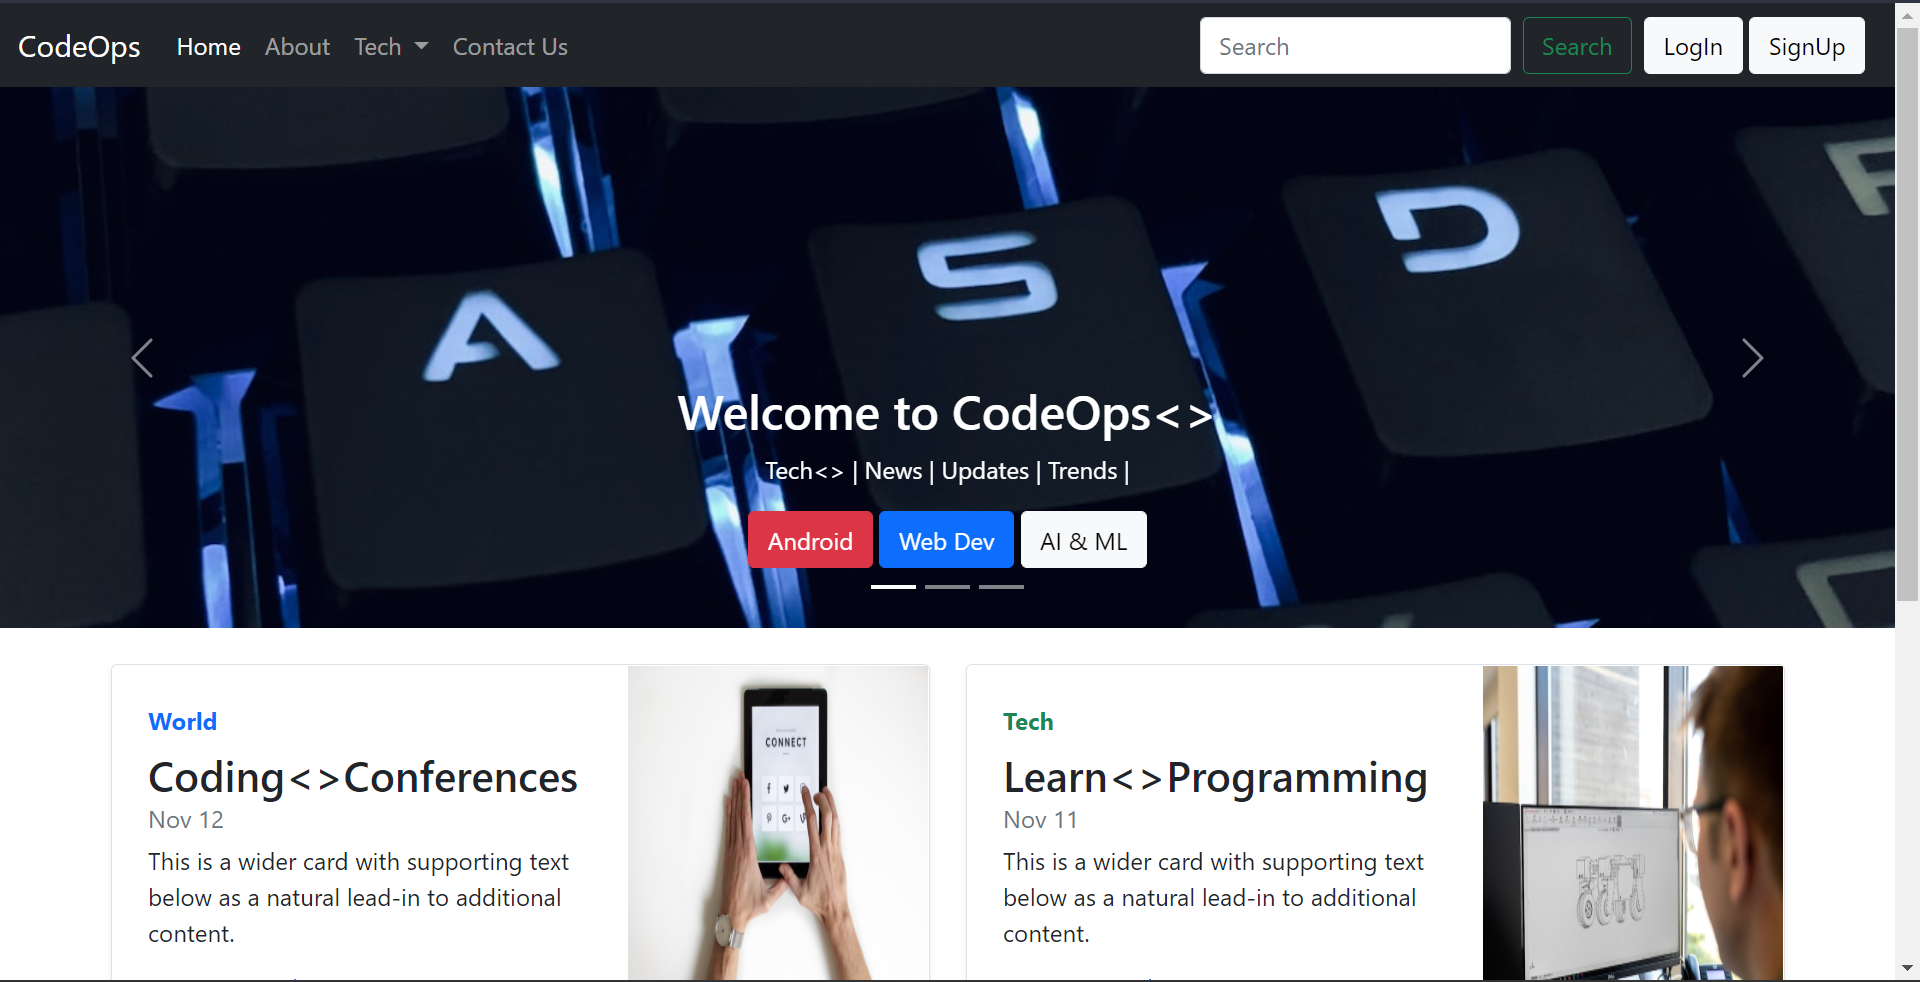 CodeOps Home About Tech Contact Us Search Search LogIn SignUp
A S D
Welcome to CodeOps<>
Tech<> | News | Updates | Trends |
Android Web Dev AI & ML
World
Coding<>Conferences
Nov 12
This is a wider card with supporting text
below as a natural lead-in to additional
content.
CONNECT
Tech
Learn<>Programming
Nov 11
This is a wider card with supporting text
below as a natural lead-in to additional
content.